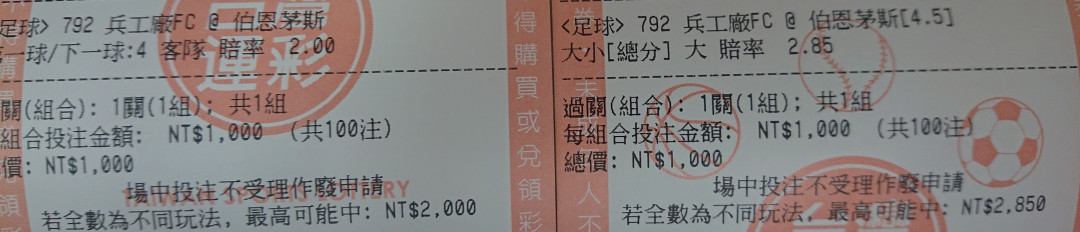 足球> 792 兵工廠FC @ 伯恩茅斯
一球/下一球:4 客隊 賠率 2.00
關(組合): 1關(1組); 共1組
組合投注金額: NT$1,000 (共100注)
價: NT$1,000
場中投注不受理作廢申請
若全數為不同玩法, 最高可能中: NT$2,000
得購買或兌領彩
<足球> 792 兵工廠FC @ 伯恩茅斯[4.5]
大小[總分] 大 賠率 2.85
過關(組合): 1關(1組); 共1組
每組合投注金額: NT$1,000 (共100注)
總價: NT$1,000
場中投注不受理作廢申請
若全數為不同玩法, 最高可能中: NT$2,850